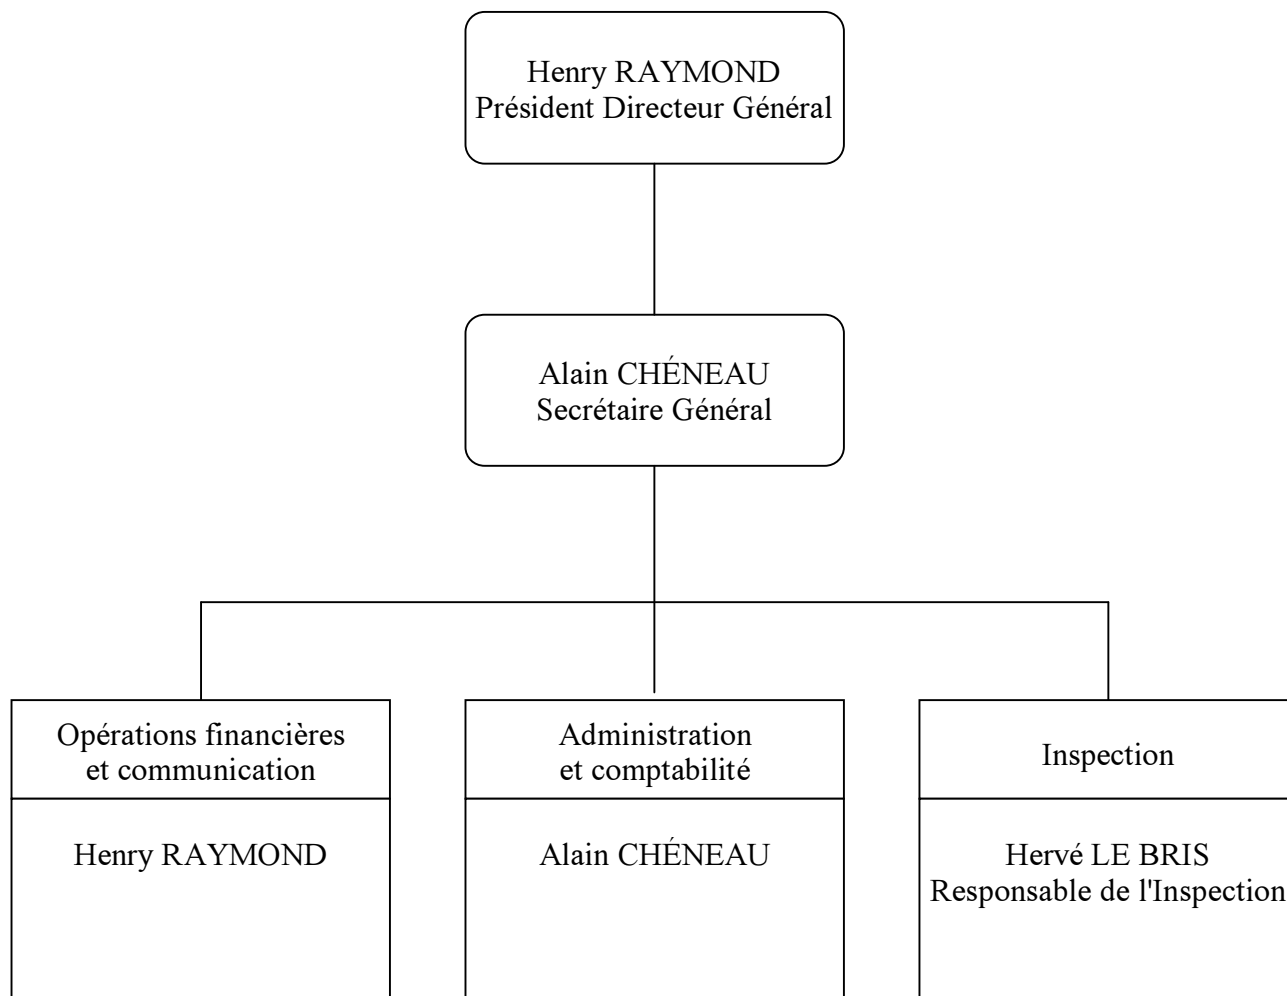 Henry RAYMOND
Président Directeur Général
Alain CHÉNEAU
Secrétaire Général
Opérations financières
et communication
Henry RAYMOND
Administration
et comptabilité
Alain CHÉNEAU
Inspection
Hervé LE BRIS
Responsable de l'Inspection